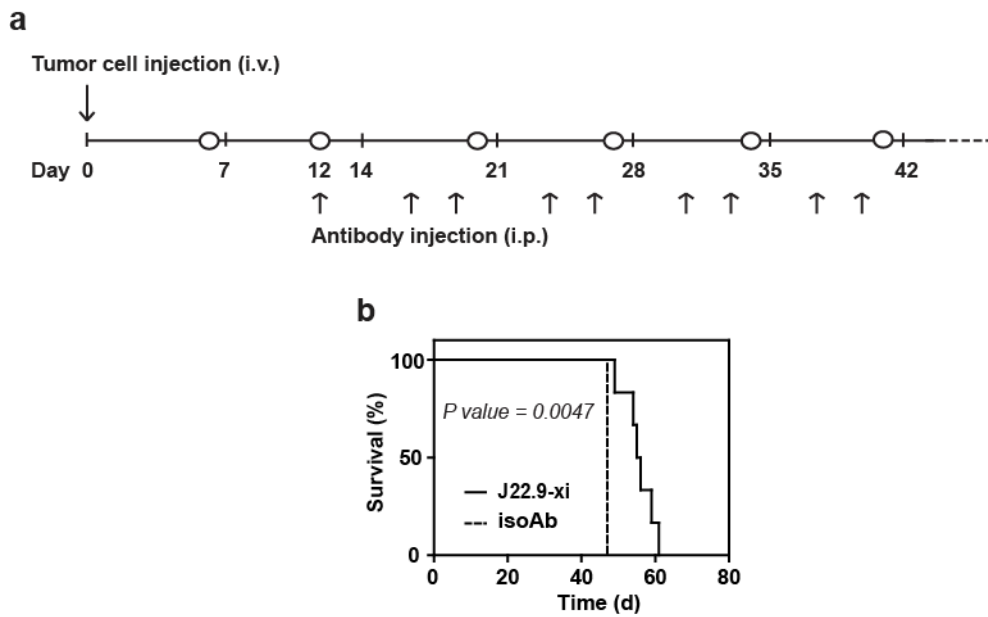 a
Tumor cell injection (i.v.)
Day 0 7 12 14 21 28 35 42
Antibody injection (i.p.)
b
100
P value = 0.0047
Survival (%)
50
J22.9-xi
isoAb
0
0 20 40 60 80
Time (d)